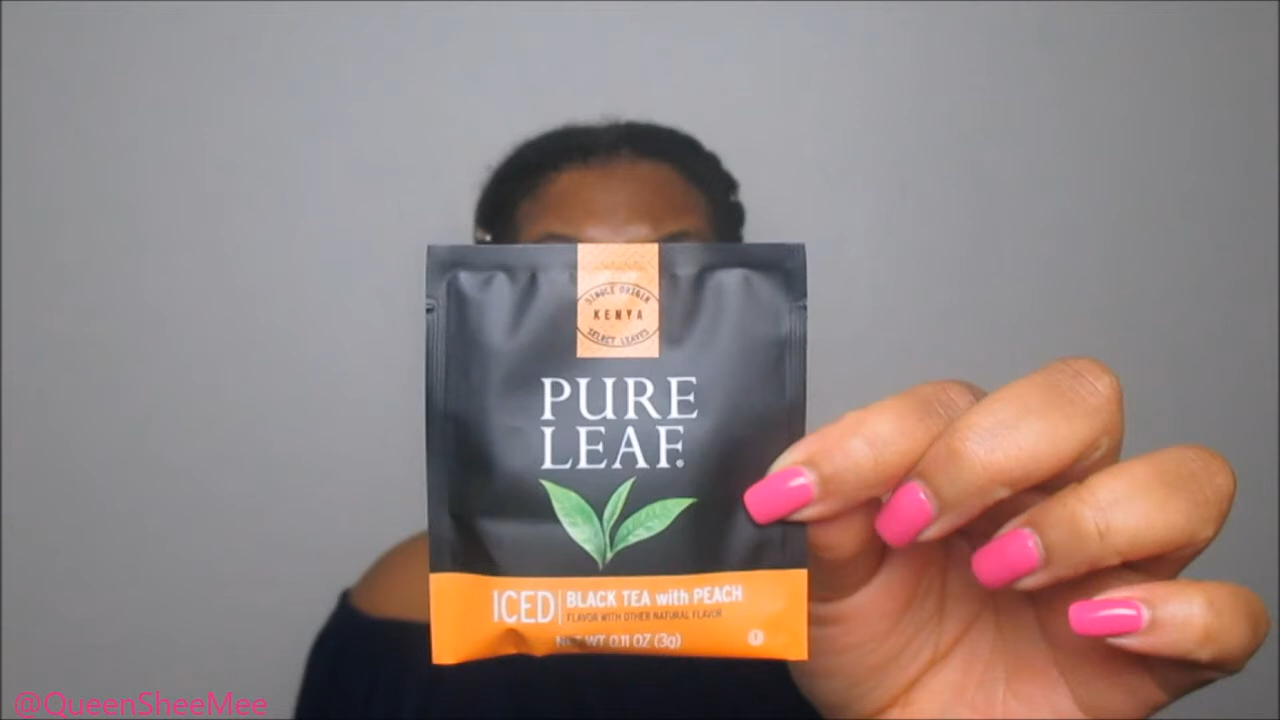 SINGLE ORIGIN
KENYA
SELECT LEAVES
PURE
LEAF®
ICED
BLACK TEA with PEACH
FLAVOR WITH OTHER NATURAL FLAVOR
NET WT 0.11 OZ (3g)
@QueenSheeMee